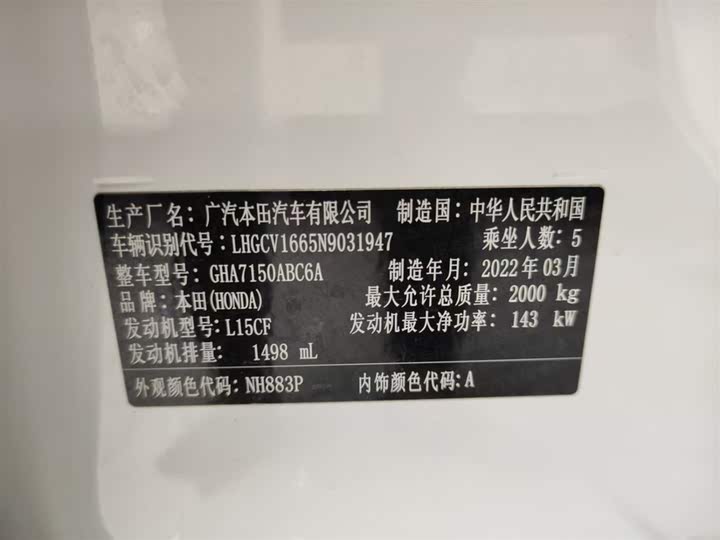 生产厂名：广汽本田汽车有限公司 制造国：中华人民共和国
车辆识别代号：LHGCV1665N9031947 乘坐人数：5
整车型号：GHA7150ABC6A 制造年月：2022年03月
品牌：本田(HONDA) 最大允许总质量：2000 kg
发动机型号：L15CF 发动机最大净功率：143 kW
发动机排量：1498 mL
外观颜色代码：NH883P 内饰颜色代码：A